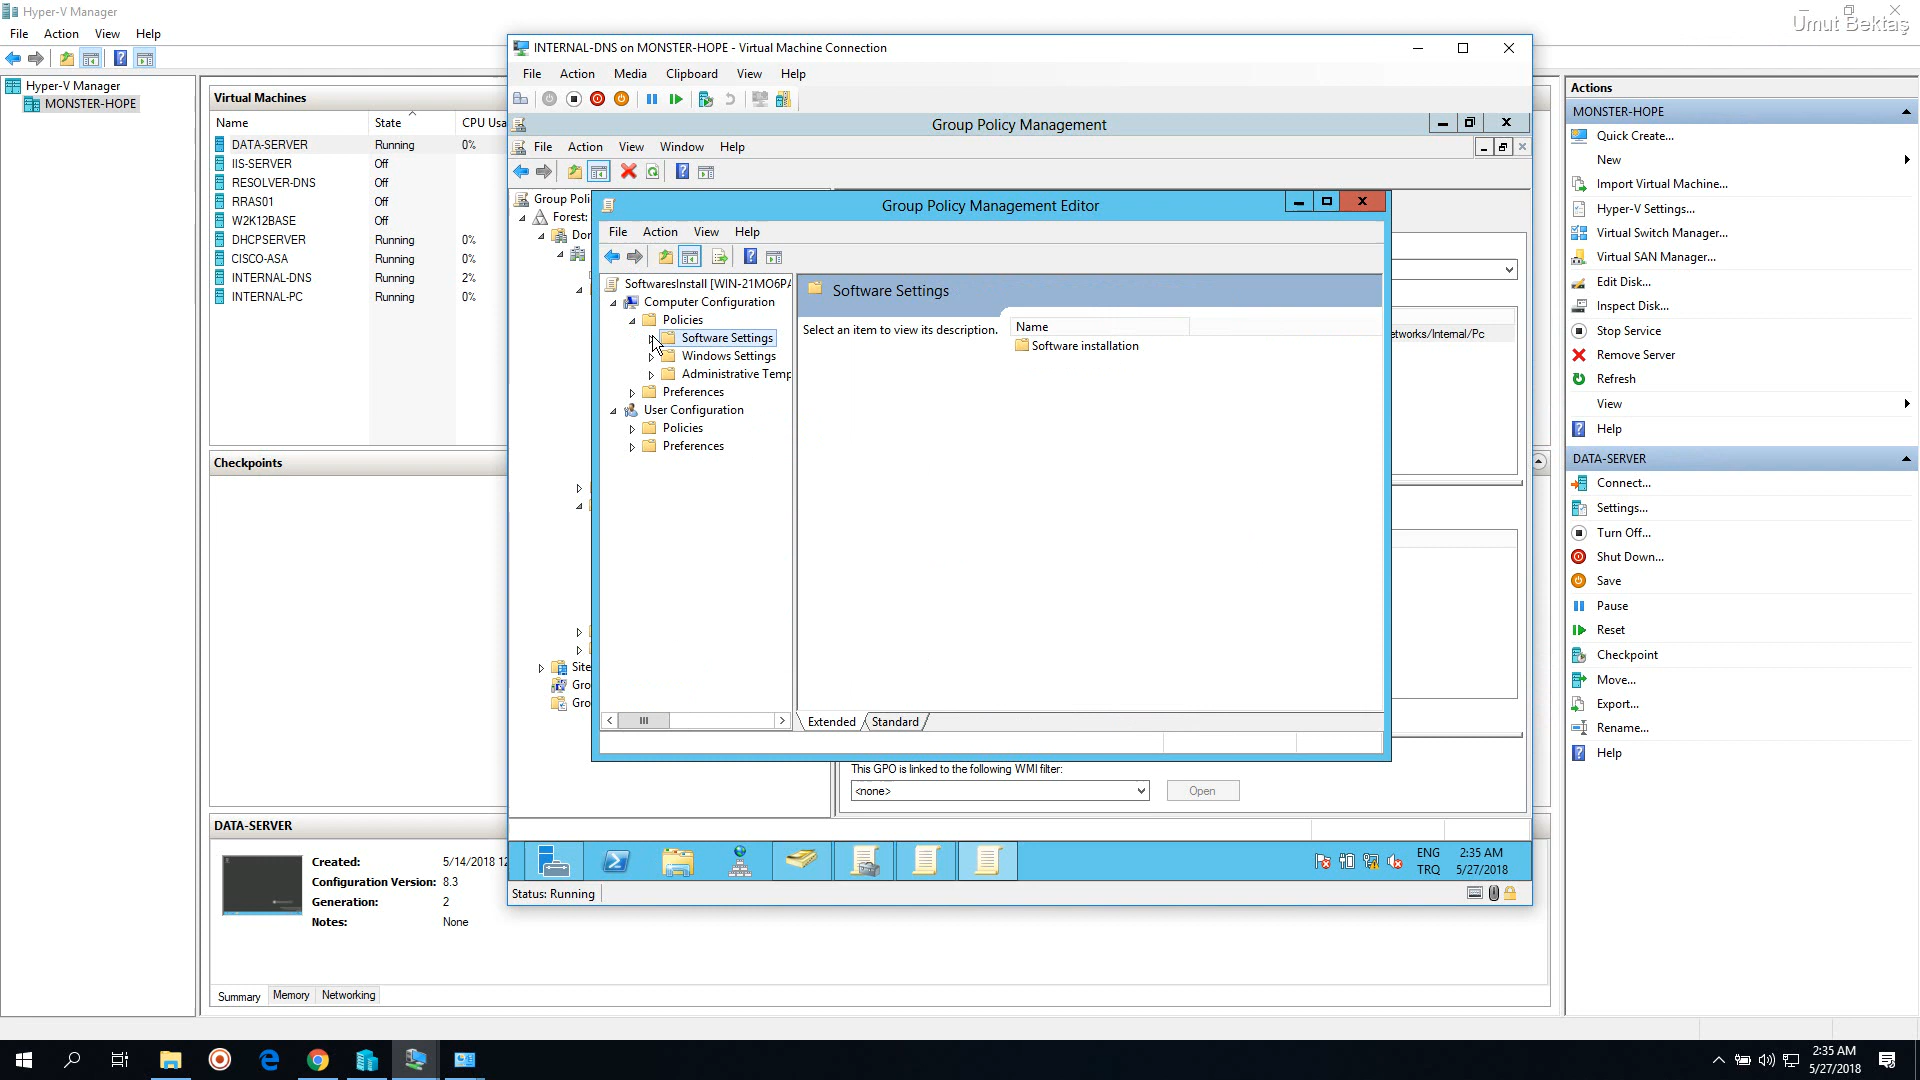 Hyper-V Manager
Umut Bektaş
File Action View Help
Hyper-V Manager
MONSTER-HOPE
Virtual Machines
Name State CPU Usa
DATA-SERVER Running 0%
IIS-SERVER Off
RESOLVER-DNS Off
RRAS01 Off
W2K12BASE Off
DHCPSERVER Running 0%
CISCO-ASA Running 0%
INTERNAL-DNS Running 2%
INTERNAL-PC Running 0%
Checkpoints
DATA-SERVER
Created: 5/14/2018 12
Configuration Version: 8.3
Generation: 2
Notes: None
Summary Memory Networking
INTERNAL-DNS on MONSTER-HOPE - Virtual Machine Connection
File Action Media Clipboard View Help
Group Policy Management
File Action View Window Help
Group Poli
Forest:
Dor
Site
Gro
Gro
Group Policy Management Editor
File Action View Help
SoftwaresInstall [WIN-21MO6PA
Computer Configuration
Policies
Software Settings
Windows Settings
Administrative Temp
Preferences
User Configuration
Policies
Preferences
Software Settings
Select an item to view its description.
Name
Software installation
Extended Standard
etworks/Internal/Pc
This GPO is linked to the following WMI filter:
<none>
Open
ENG
TRQ
2:35 AM
5/27/2018
Status: Running
Actions
MONSTER-HOPE
Quick Create...
New
Import Virtual Machine...
Hyper-V Settings...
Virtual Switch Manager...
Virtual SAN Manager...
Edit Disk...
Inspect Disk...
Stop Service
Remove Server
Refresh
View
Help
DATA-SERVER
Connect...
Settings...
Turn Off...
Shut Down...
Save
Pause
Reset
Checkpoint
Move...
Export...
Rename...
Help
2:35 AM
5/27/2018